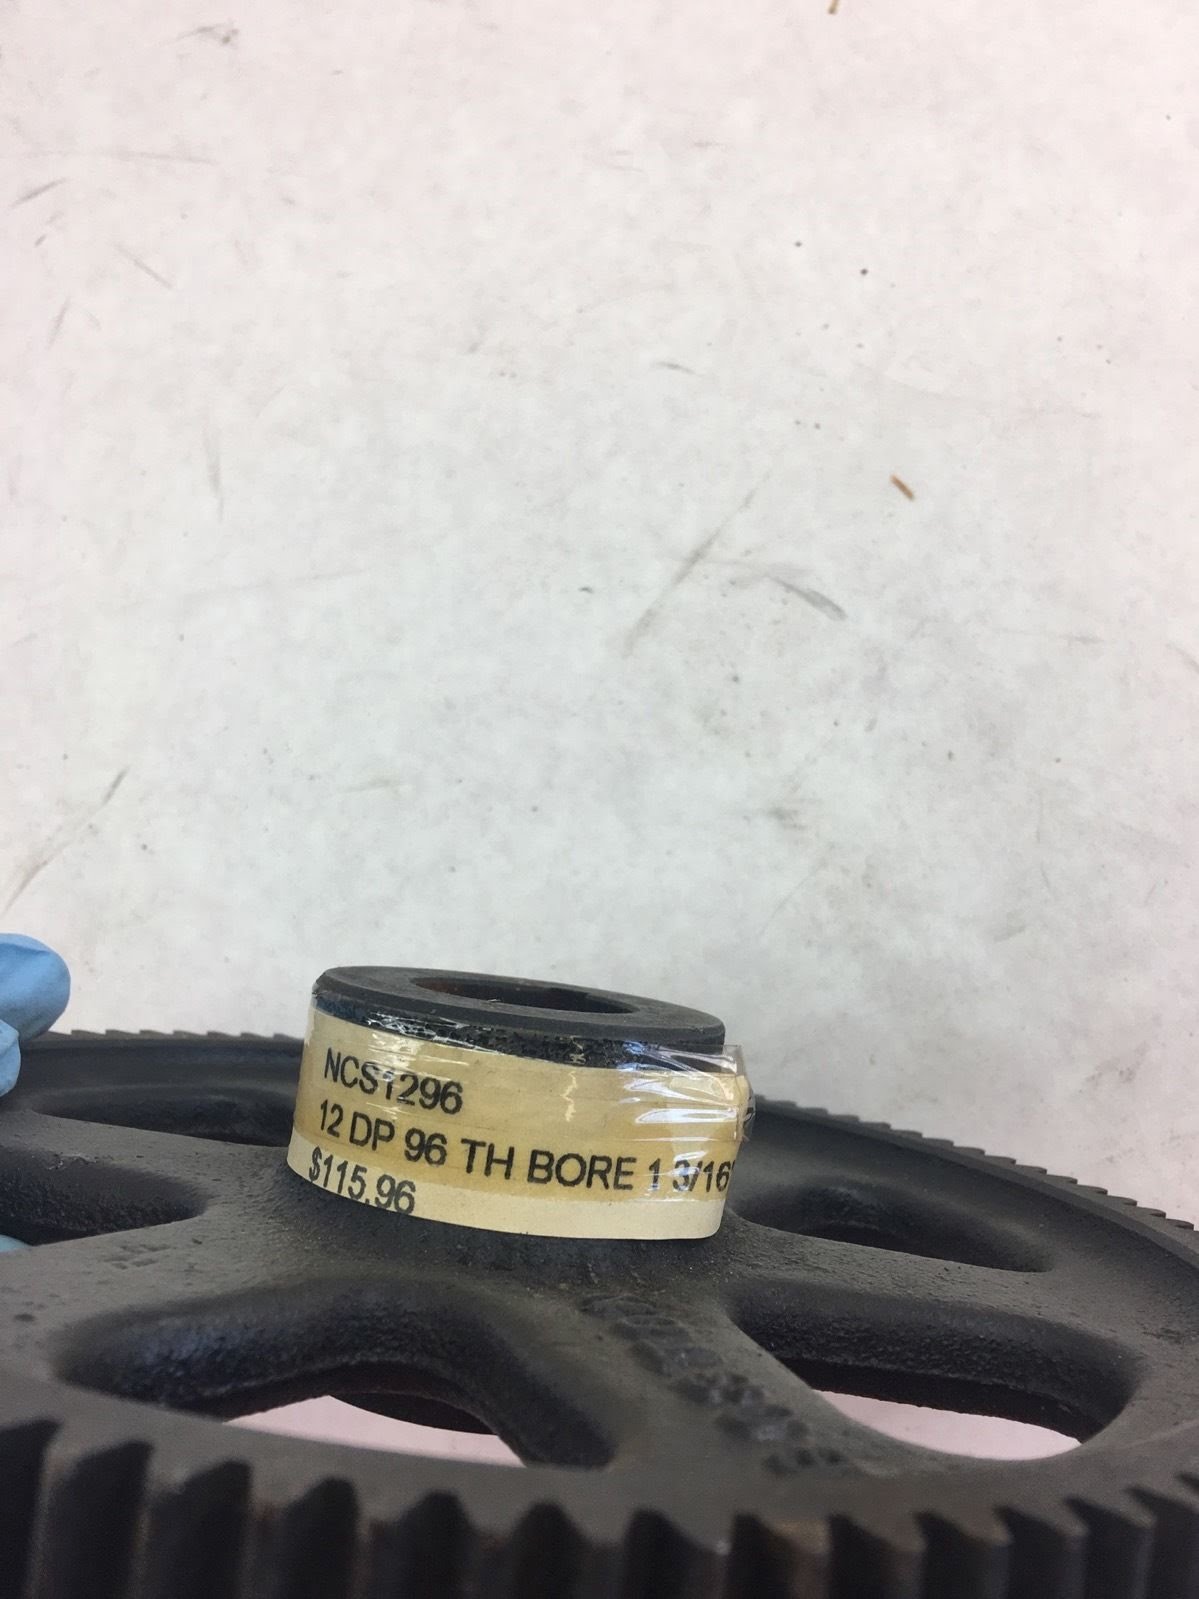 NCS1296
12 DP 96 TH BORE 1 3/16"
$115.96